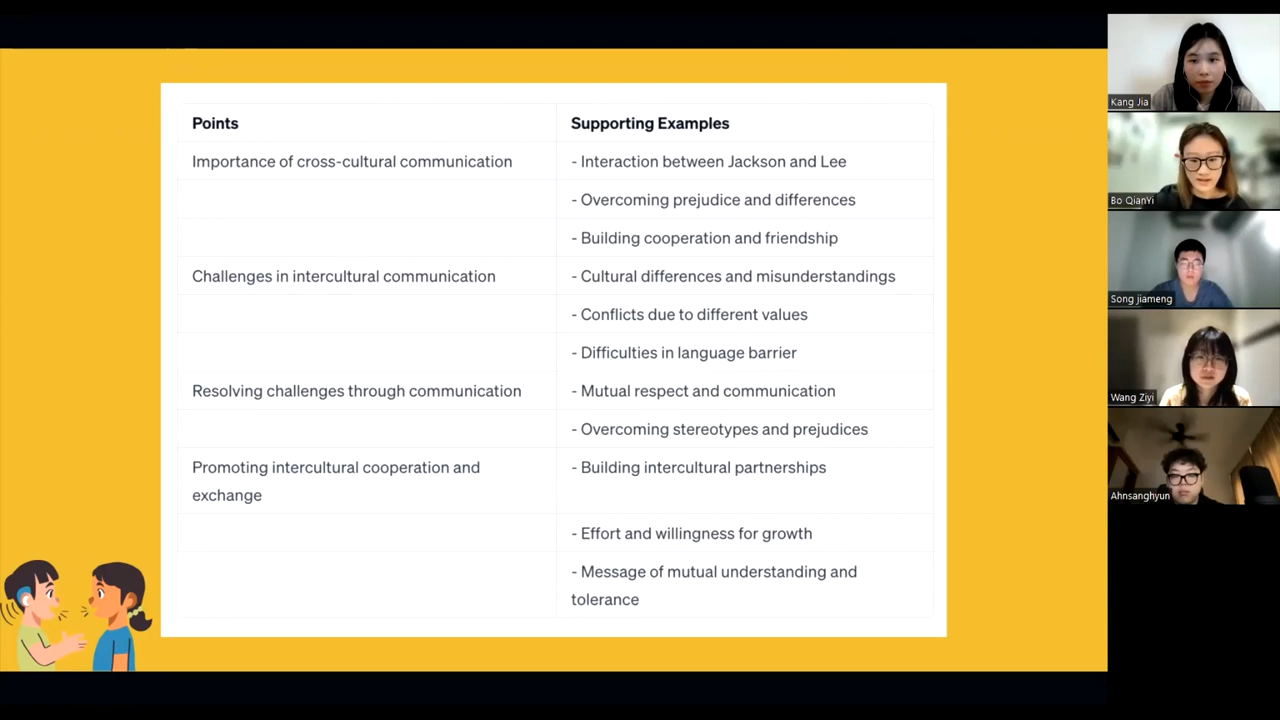 Points
Supporting Examples
Importance of cross-cultural communication
- Interaction between Jackson and Lee
- Overcoming prejudice and differences
- Building cooperation and friendship
Challenges in intercultural communication
- Cultural differences and misunderstandings
- Conflicts due to different values
- Difficulties in language barrier
Resolving challenges through communication
- Mutual respect and communication
- Overcoming stereotypes and prejudices
Promoting intercultural cooperation and
exchange
- Building intercultural partnerships
- Effort and willingness for growth
- Message of mutual understanding and
tolerance
Kang Jia
Bo QianYi
Song jiameng
Wang Ziyi
Ahnsanghyun